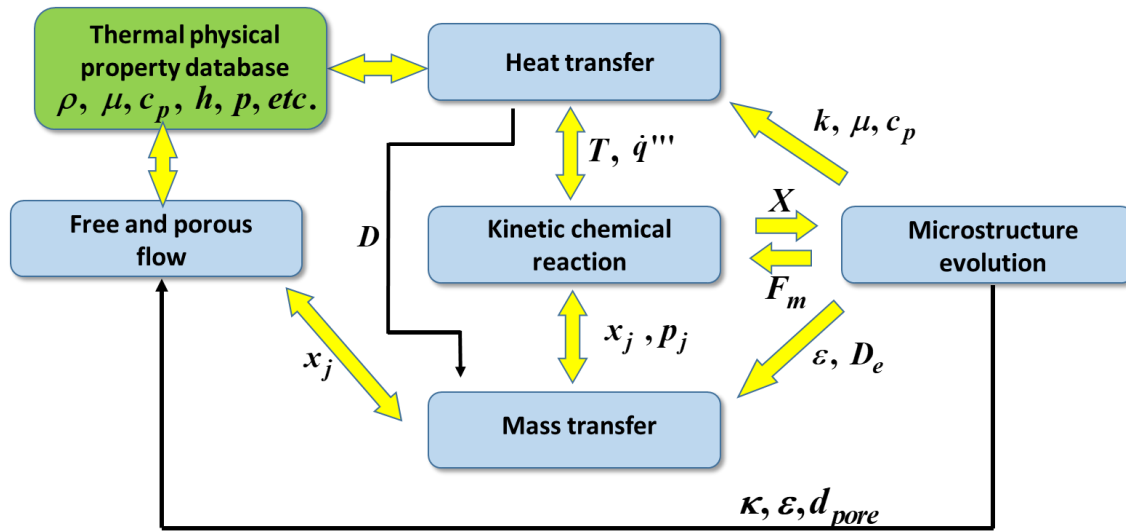 Thermal physical
property database
ρ, μ, c_p, h, p, etc.
Heat transfer
k, μ, c_p
T, q̇'''
Free and porous
flow
D
Kinetic chemical
reaction
X
F_m
Microstructure
evolution
x_j
x_j , p_j
ε, D_e
Mass transfer
κ, ε, d_pore